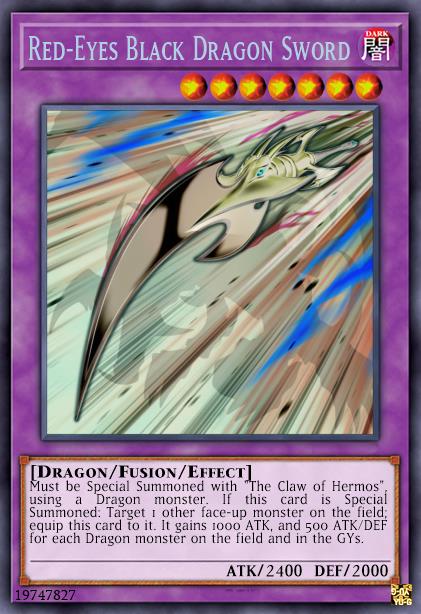 Red-Eyes Black Dragon Sword
DARK
闇
[Dragon/Fusion/Effect]
Must be Special Summoned with "The Claw of Hermos",
using a Dragon monster. If this card is Special
Summoned: Target 1 other face-up monster on the field;
equip this card to it. It gains 1000 ATK, and 500 ATK/DEF
for each Dragon monster on the field and in the GYs.
ATK/2400 DEF/2000
19747827